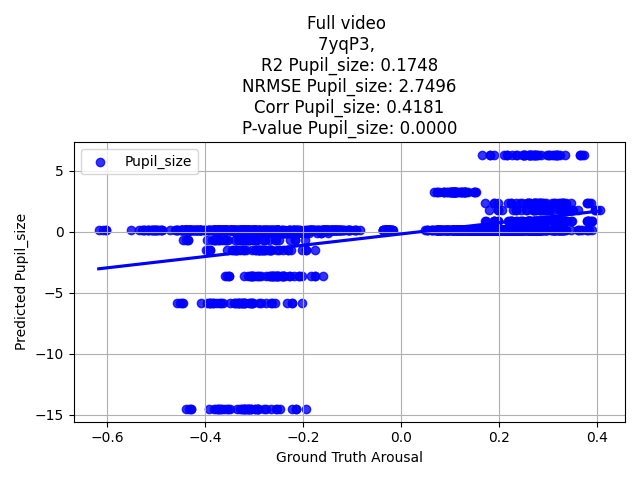 Full video
7yqP3,
R2 Pupil_size: 0.1748
NRMSE Pupil_size: 2.7496
Corr Pupil_size: 0.4181
P-value Pupil_size: 0.0000
Pupil_size
Predicted Pupil_size
5
0
−5
−10
−15
−0.6 −0.4 −0.2 0.0 0.2 0.4
Ground Truth Arousal